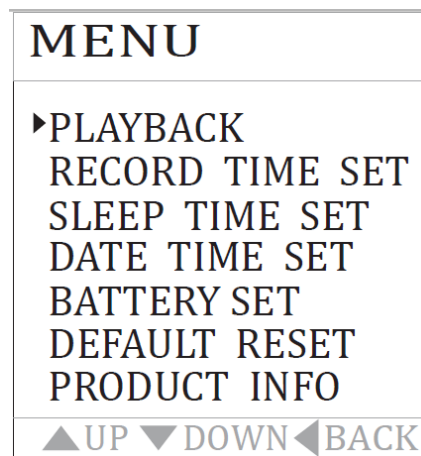 MENU
PLAYBACK
RECORD TIME SET
SLEEP TIME SET
DATE TIME SET
BATTERY SET
DEFAULT RESET
PRODUCT INFO
UP DOWN BACK